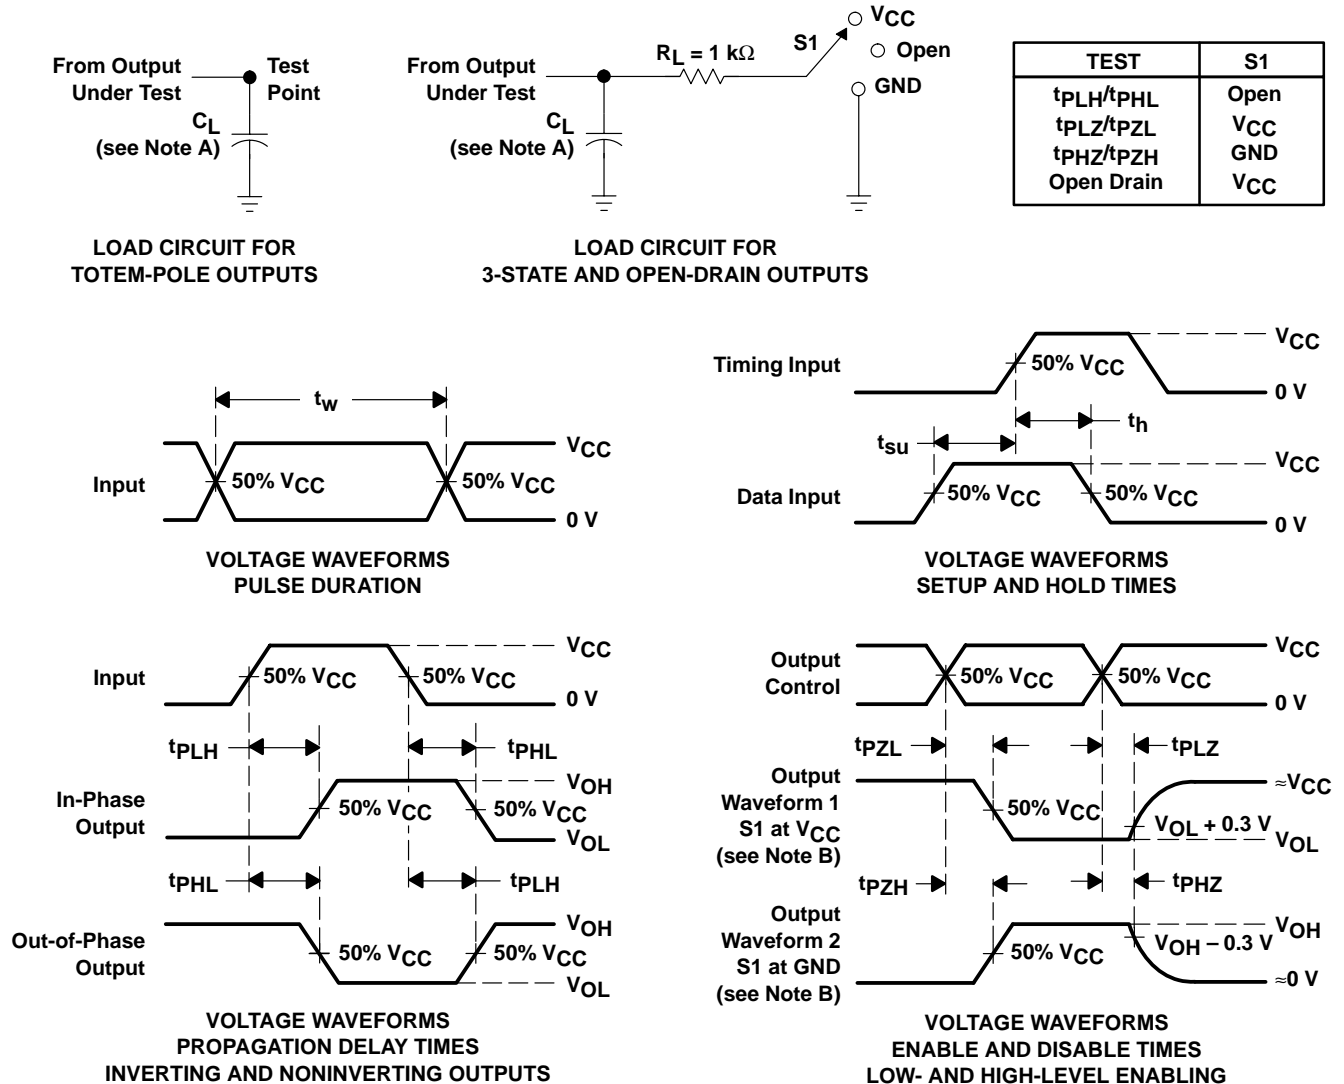 From Output
Under Test
Test
Point
CL
(see Note A)
LOAD CIRCUIT FOR
TOTEM-POLE OUTPUTS
From Output
Under Test
RL = 1 kΩ
S1
VCC
Open
GND
CL
(see Note A)
LOAD CIRCUIT FOR
3-STATE AND OPEN-DRAIN OUTPUTS
TEST S1
tPLH/tPHL Open
tPLZ/tPZL VCC
tPHZ/tPZH GND
Open Drain VCC
tw
Input
50% VCC
50% VCC
VCC
0 V
VOLTAGE WAVEFORMS
PULSE DURATION
Timing Input
50% VCC
VCC
0 V
tsu
th
Data Input
50% VCC
50% VCC
VCC
0 V
VOLTAGE WAVEFORMS
SETUP AND HOLD TIMES
Input
50% VCC
50% VCC
VCC
0 V
tPLH
tPHL
In-Phase
Output
50% VCC
50% VCC
VOH
VOL
tPHL
tPLH
Out-of-Phase
Output
50% VCC
50% VCC
VOH
VOL
VOLTAGE WAVEFORMS
PROPAGATION DELAY TIMES
INVERTING AND NONINVERTING OUTPUTS
Output
Control
50% VCC
50% VCC
VCC
0 V
tPZL
tPLZ
Output
Waveform 1
S1 at VCC
(see Note B)
50% VCC
VOL + 0.3 V
≈VCC
VOL
tPZH
tPHZ
Output
Waveform 2
S1 at GND
(see Note B)
50% VCC
VOH − 0.3 V
VOH
≈0 V
VOLTAGE WAVEFORMS
ENABLE AND DISABLE TIMES
LOW- AND HIGH-LEVEL ENABLING